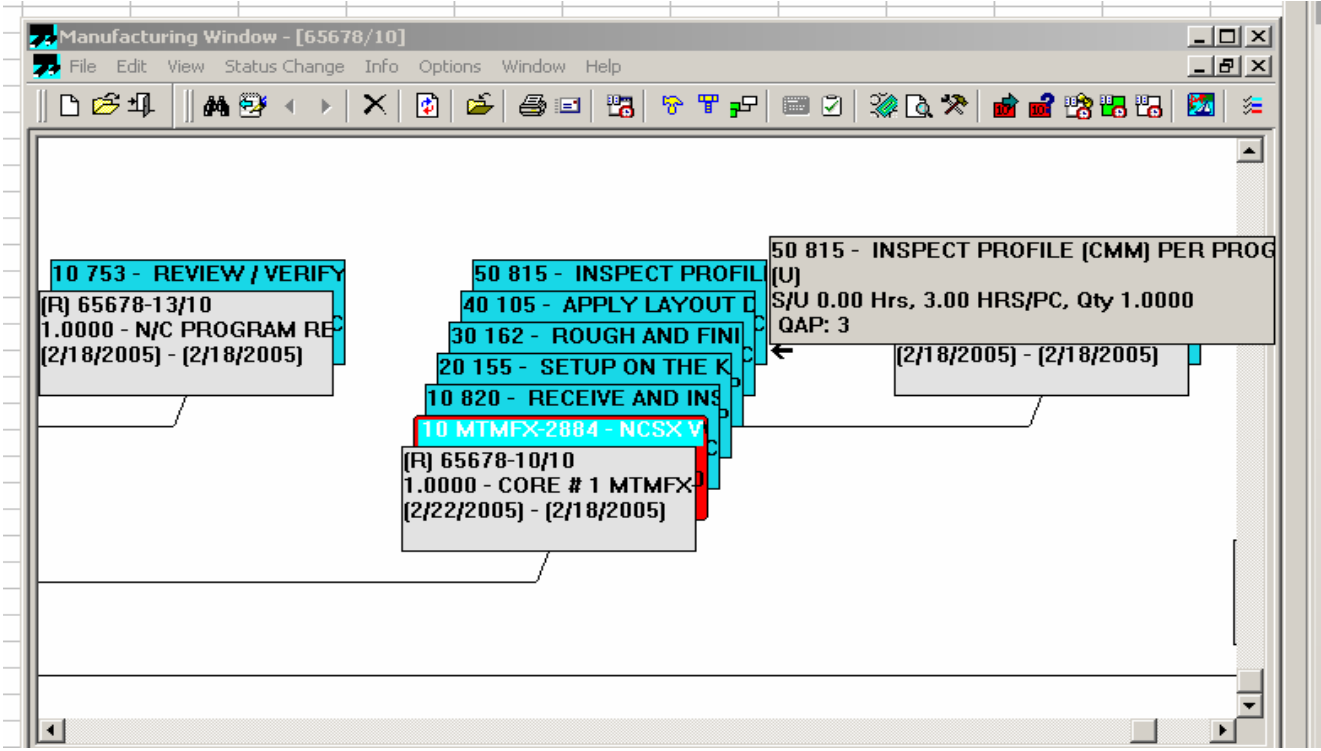 Manufacturing Window - [65678/10]
File Edit View Status Change Info Options Window Help
10 753 - REVIEW / VERIFY
(R) 65678-13/10
1.0000 - N/C PROGRAM RE
(2/18/2005) - (2/18/2005)
50 815 - INSPECT PROFIL
40 105 - APPLY LAYOUT D
30 162 - ROUGH AND FINI
20 155 - SETUP ON THE K
10 820 - RECEIVE AND INS
10 MTMFX-2884 - NCSX V
(R) 65678-10/10
1.0000 - CORE # 1 MTMFX-
(2/22/2005) - (2/18/2005)
50 815 - INSPECT PROFILE (CMM) PER PROG
(U)
S/U 0.00 Hrs, 3.00 HRS/PC, Qty 1.0000
QAP: 3
(2/18/2005) - (2/18/2005)